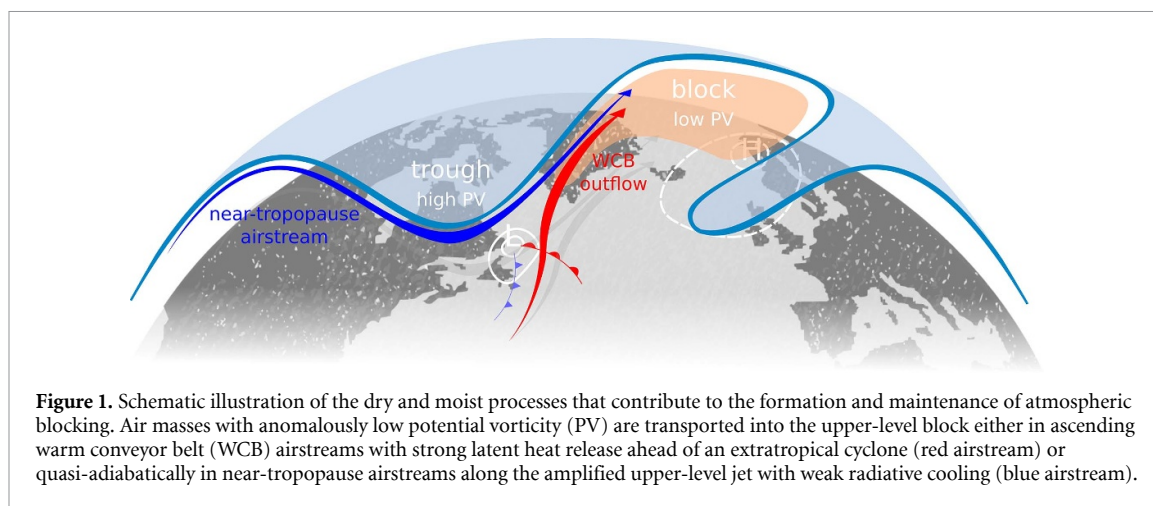 block
low PV
H
trough
high PV
WCB
outflow
near-tropopause
airstream
L
Figure 1. Schematic illustration of the dry and moist processes that contribute to the formation and maintenance of atmospheric
blocking. Air masses with anomalously low potential vorticity (PV) are transported into the upper-level block either in ascending
warm conveyor belt (WCB) airstreams with strong latent heat release ahead of an extratropical cyclone (red airstream) or
quasi-adiabatically in near-tropopause airstreams along the amplified upper-level jet with weak radiative cooling (blue airstream).